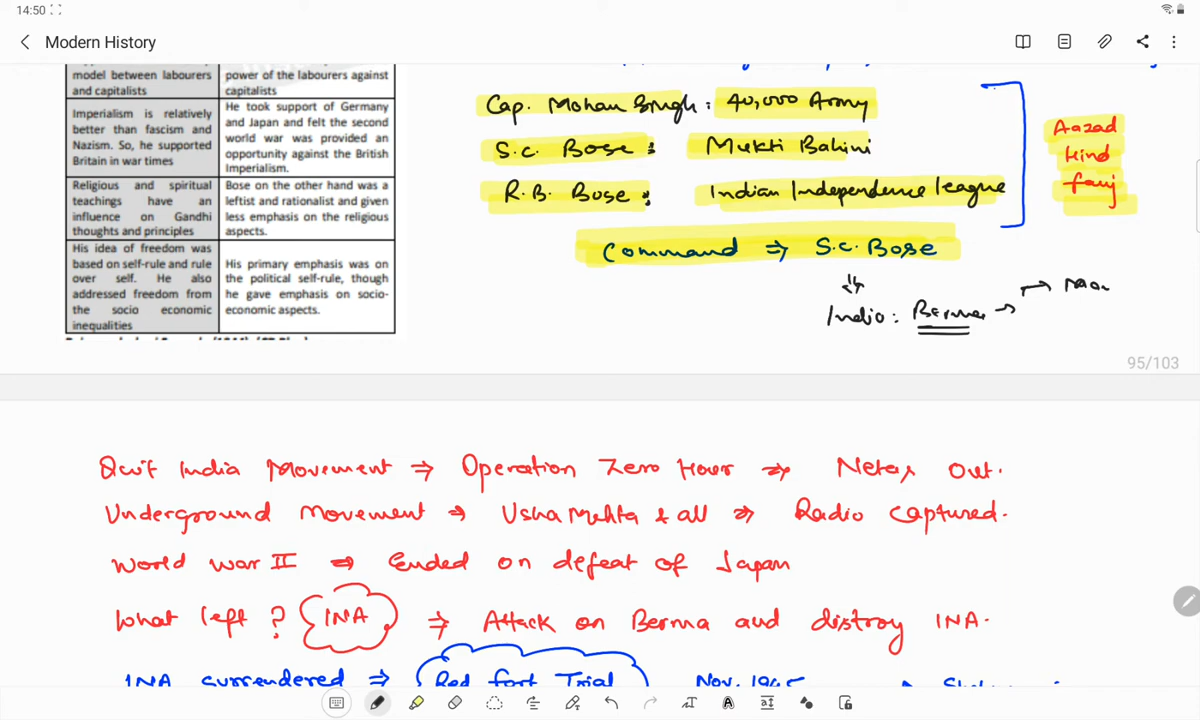 14:50
Modern History
model between labourers and capitalists
power of the labourers against capitalists
Imperialism is relatively better than fascism and Nazism. So, he supported Britain in war times
He took support of Germany and Japan and felt the second world war was provided an opportunity against the British Imperialism.
Religious and spiritual teachings have an influence on Gandhi thoughts and principles
Bose on the other hand was a leftist and rationalist and given less emphasis on the religious aspects.
His idea of freedom was based on self-rule and rule over self. He also addressed freedom from the socio economic inequalities
His primary emphasis was on the political self-rule, though he gave emphasis on socio-economic aspects.
Cap. Mohan Singh : 40,000 Army
S.C. Bose : Mukti Bahini
R.B. Bose : Indian Independence league
Aazad
Hind
fauj
Command ⇒ S.C. Bose
India : Berma →
95/103
Quit India Movement ⇒ Operation Zero Hour ⇒ Netas Out.
Underground Movement ⇒ Usha Mehta & all ⇒ Radio Captured.
World War II ⇒ Ended on defeat of Japan
What left ? INA ⇒ Attack on Berma and distroy INA.
INA surrendered ⇒ Red fort Trial Nov. 1945